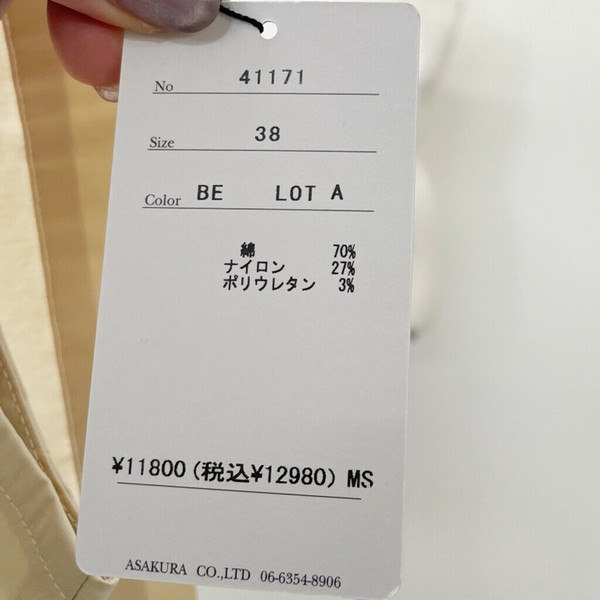 No 41171
Size 38
Color BE LOT A
綿 70%
ナイロン 27%
ポリウレタン 3%
¥11800(税込¥12980) MS
ASAKURA CO.,LTD 06-6354-8906